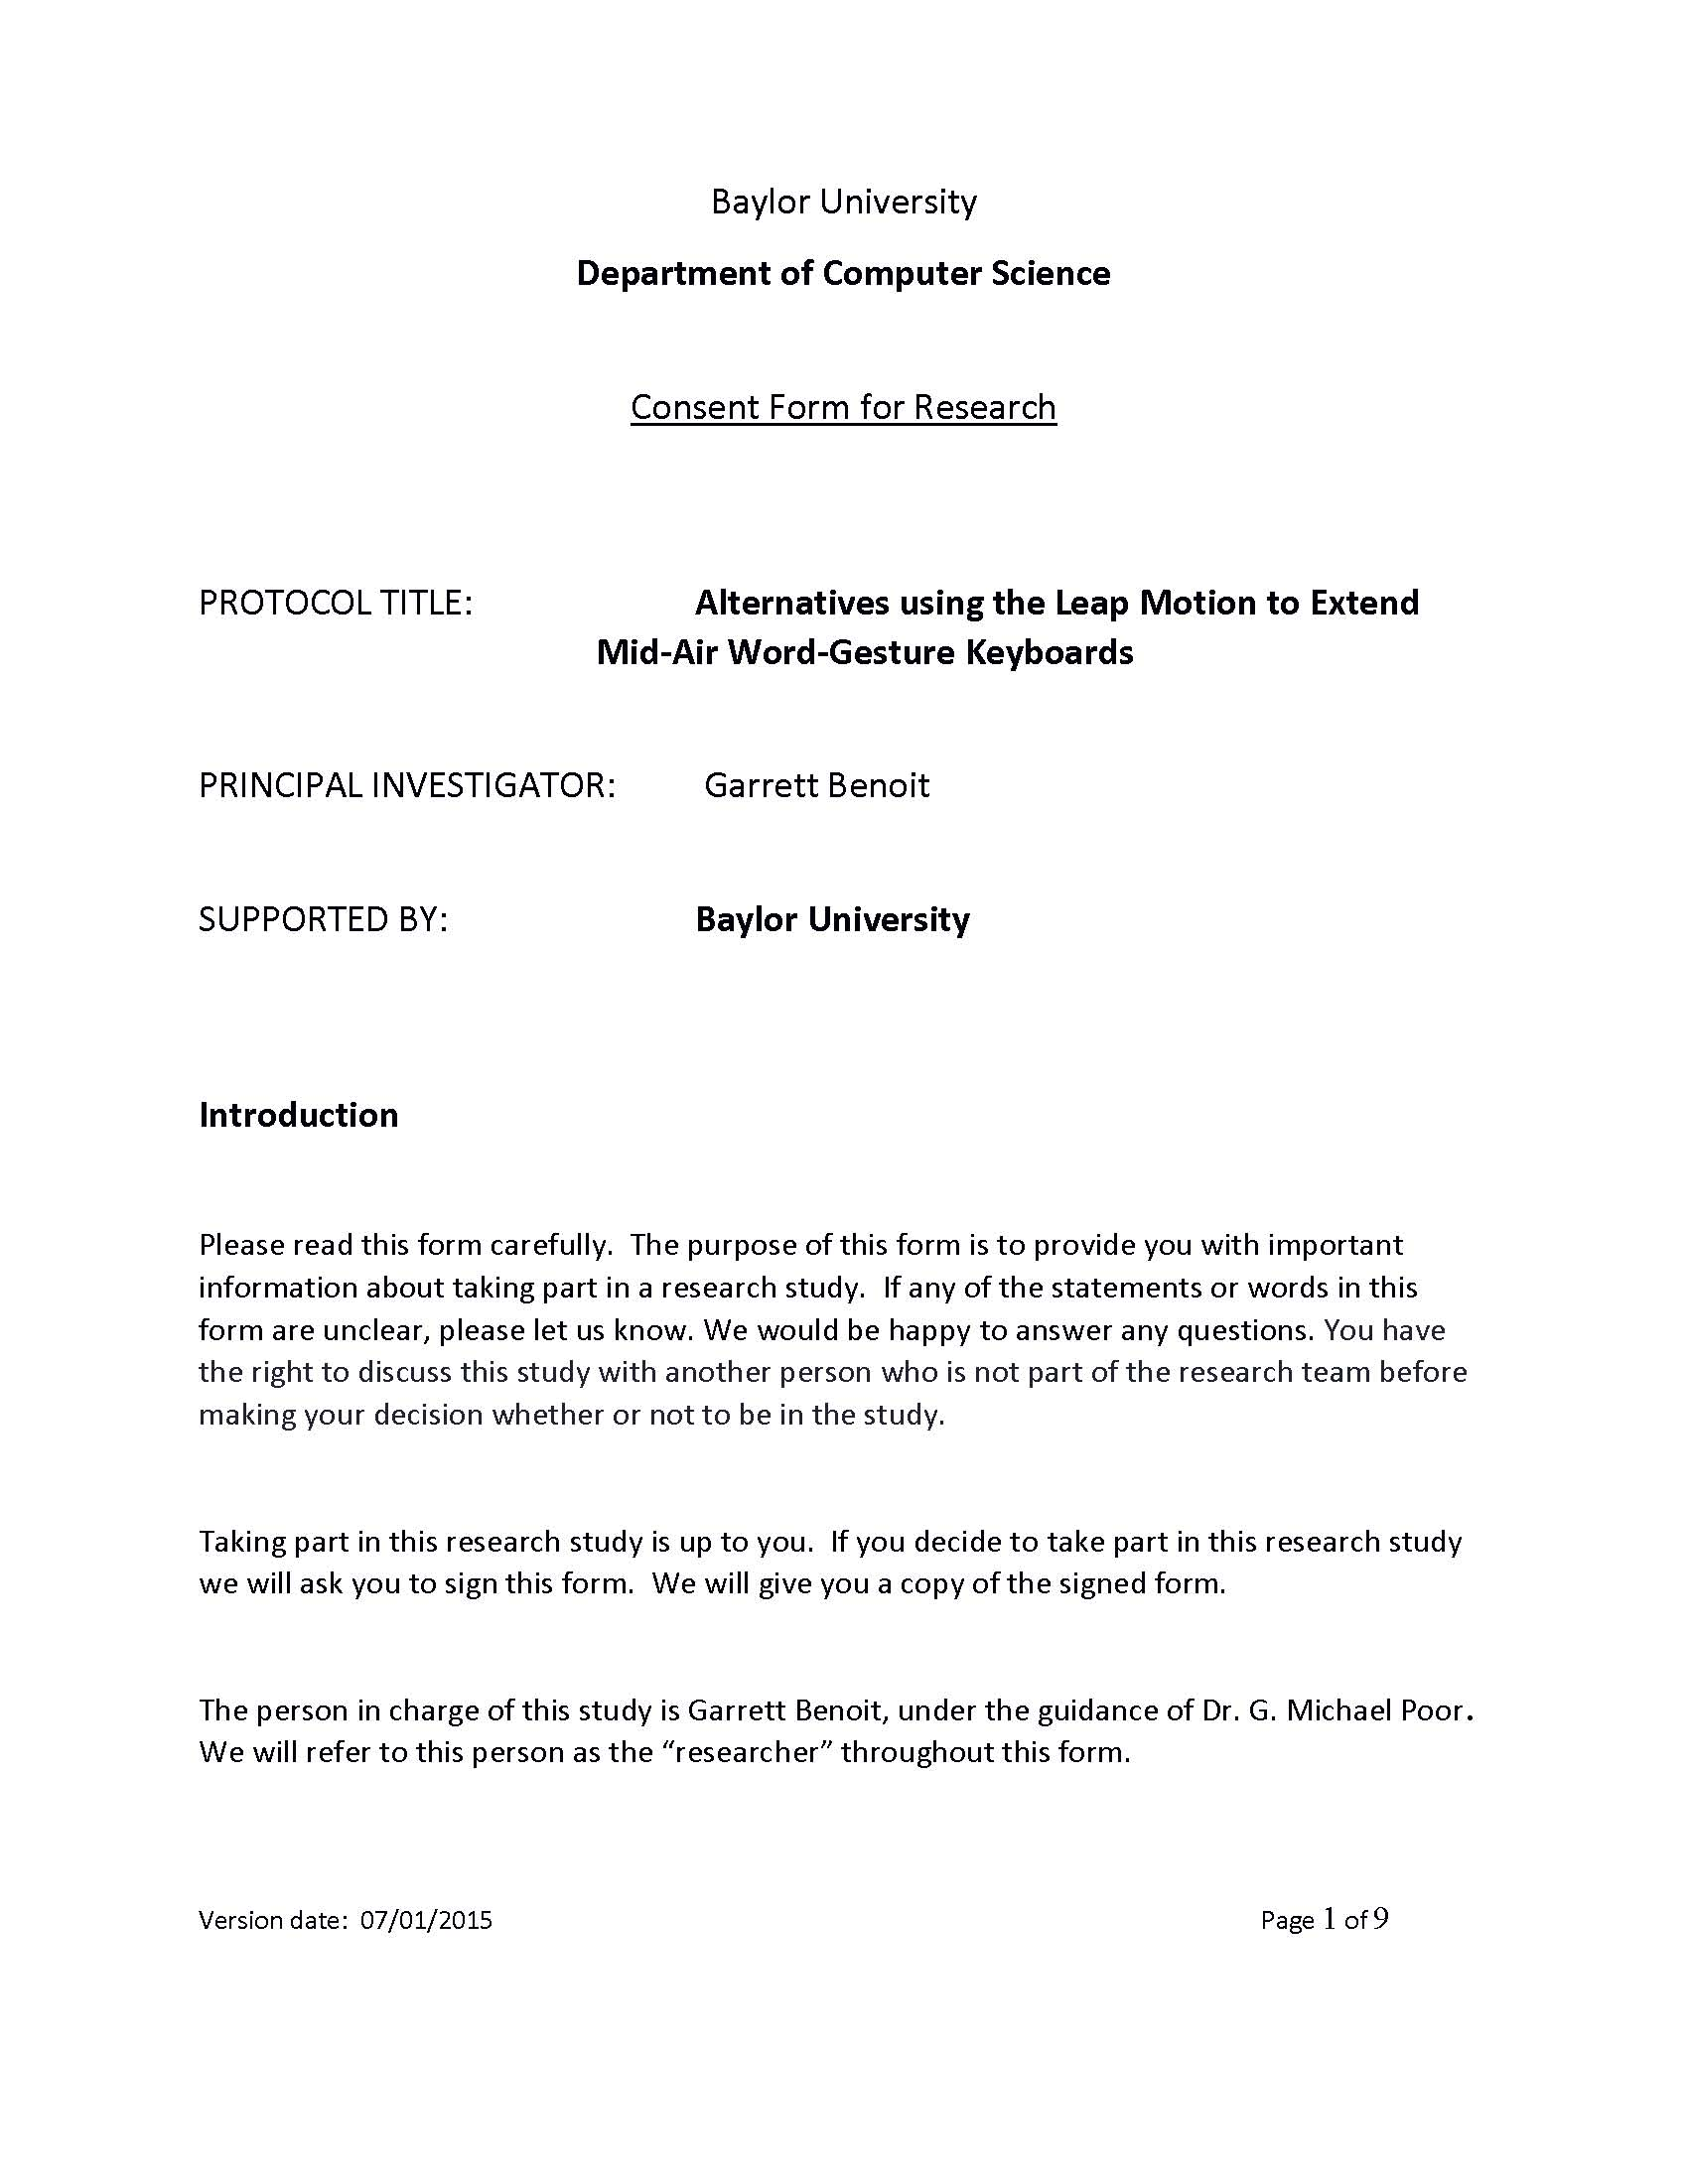 Baylor University
Department of Computer Science
Consent Form for Research
PROTOCOL TITLE: Alternatives using the Leap Motion to Extend
Mid-Air Word-Gesture Keyboards
PRINCIPAL INVESTIGATOR: Garrett Benoit
SUPPORTED BY: Baylor University
Introduction
Please read this form carefully.  The purpose of this form is to provide you with important
information about taking part in a research study.  If any of the statements or words in this
form are unclear, please let us know. We would be happy to answer any questions. You have
the right to discuss this study with another person who is not part of the research team before
making your decision whether or not to be in the study.
Taking part in this research study is up to you.  If you decide to take part in this research study
we will ask you to sign this form.  We will give you a copy of the signed form.
The person in charge of this study is Garrett Benoit, under the guidance of Dr. G. Michael Poor.
We will refer to this person as the “researcher” throughout this form.
Version date:  07/01/2015 Page 1 of 9